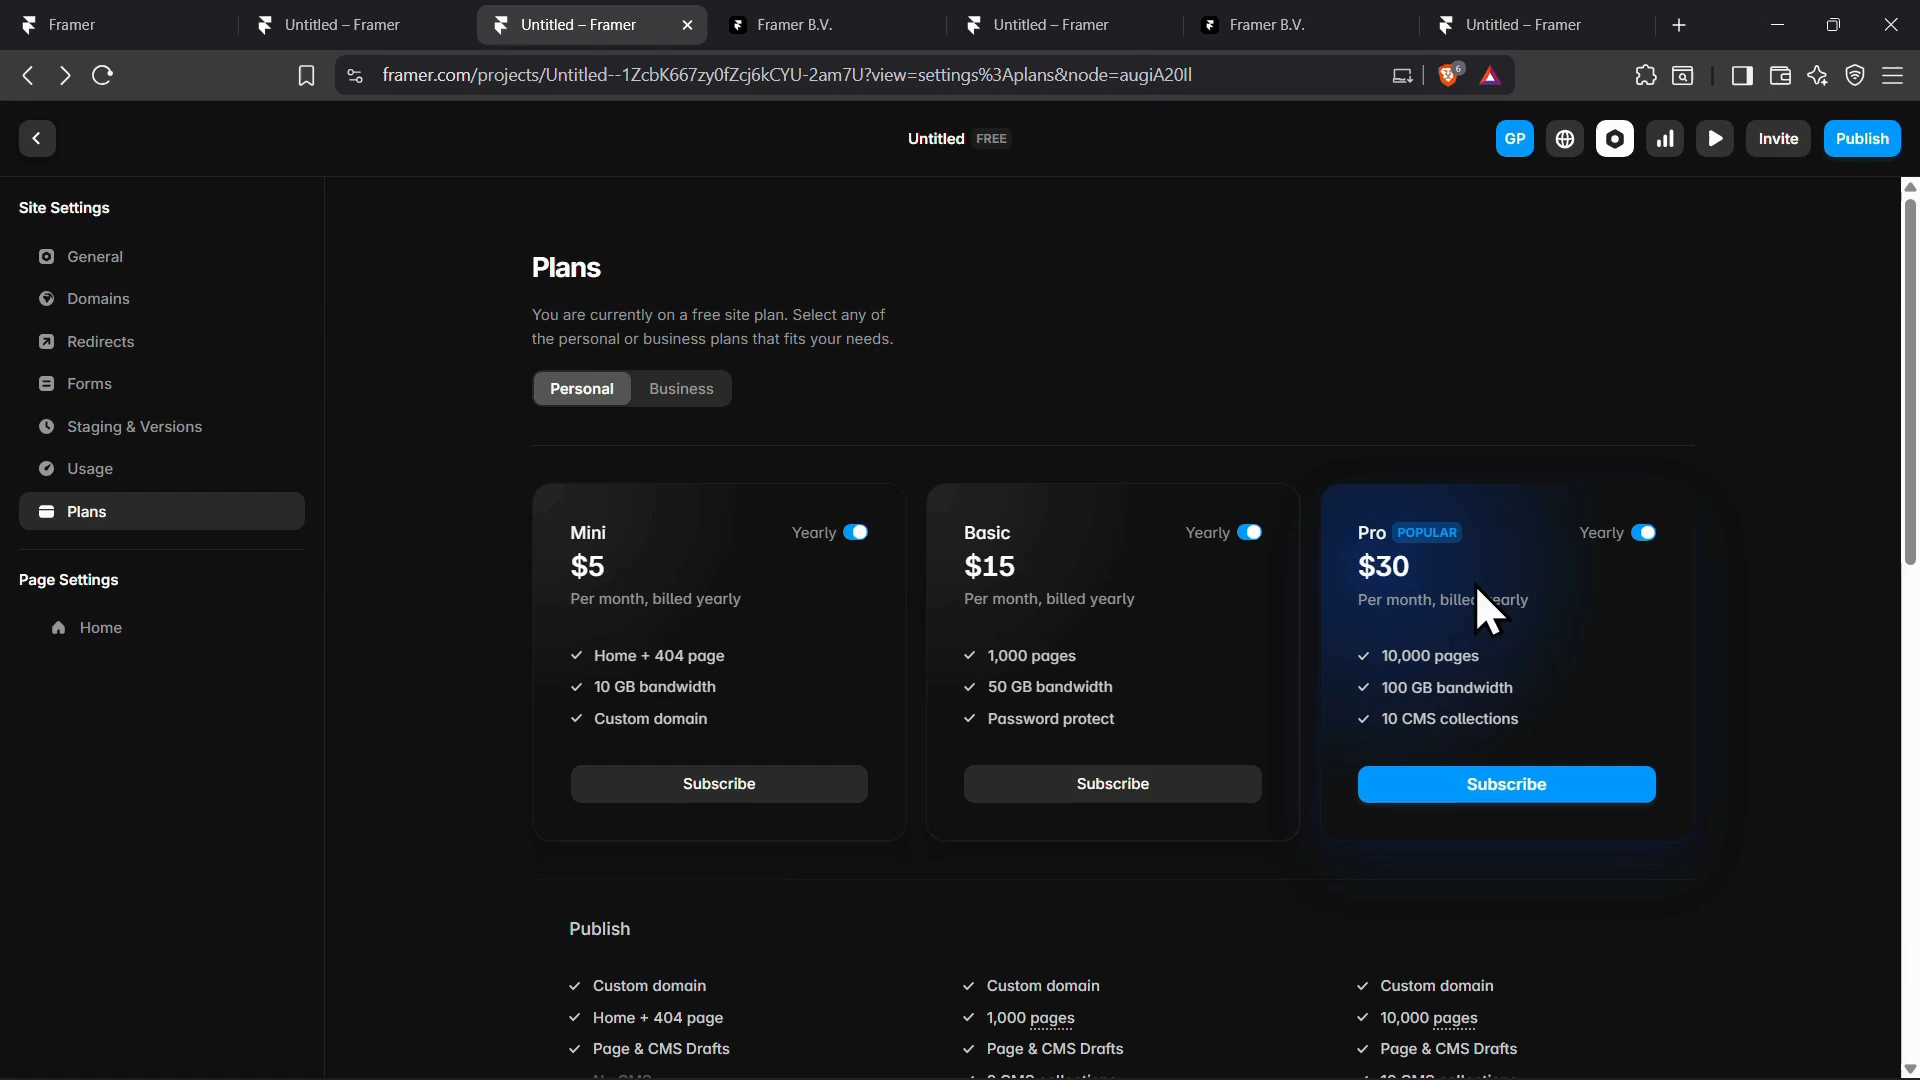 Framer
Untitled – Framer
Untitled – Framer
Framer B.V.
Untitled – Framer
Framer B.V.
Untitled – Framer
framer.com/projects/Untitled--1ZcbK667zy0fZcj6kCYU-2am7U?view=settings%3Aplans&node=augiA20Il
6
Untitled FREE
GP
Invite
Publish
Site Settings
General
Domains
Redirects
Forms
Staging & Versions
Usage
Plans
Page Settings
Home
Plans
You are currently on a free site plan. Select any of
the personal or business plans that fits your needs.
Personal
Business
Mini
Yearly
$5
Per month, billed yearly
Home + 404 page
10 GB bandwidth
Custom domain
Subscribe
Basic
Yearly
$15
Per month, billed yearly
1,000 pages
50 GB bandwidth
Password protect
Subscribe
Pro POPULAR
Yearly
$30
Per month, billed yearly
10,000 pages
100 GB bandwidth
10 CMS collections
Subscribe
Publish
Custom domain
Home + 404 page
Page & CMS Drafts
Custom domain
1,000 pages
Page & CMS Drafts
Custom domain
10,000 pages
Page & CMS Drafts